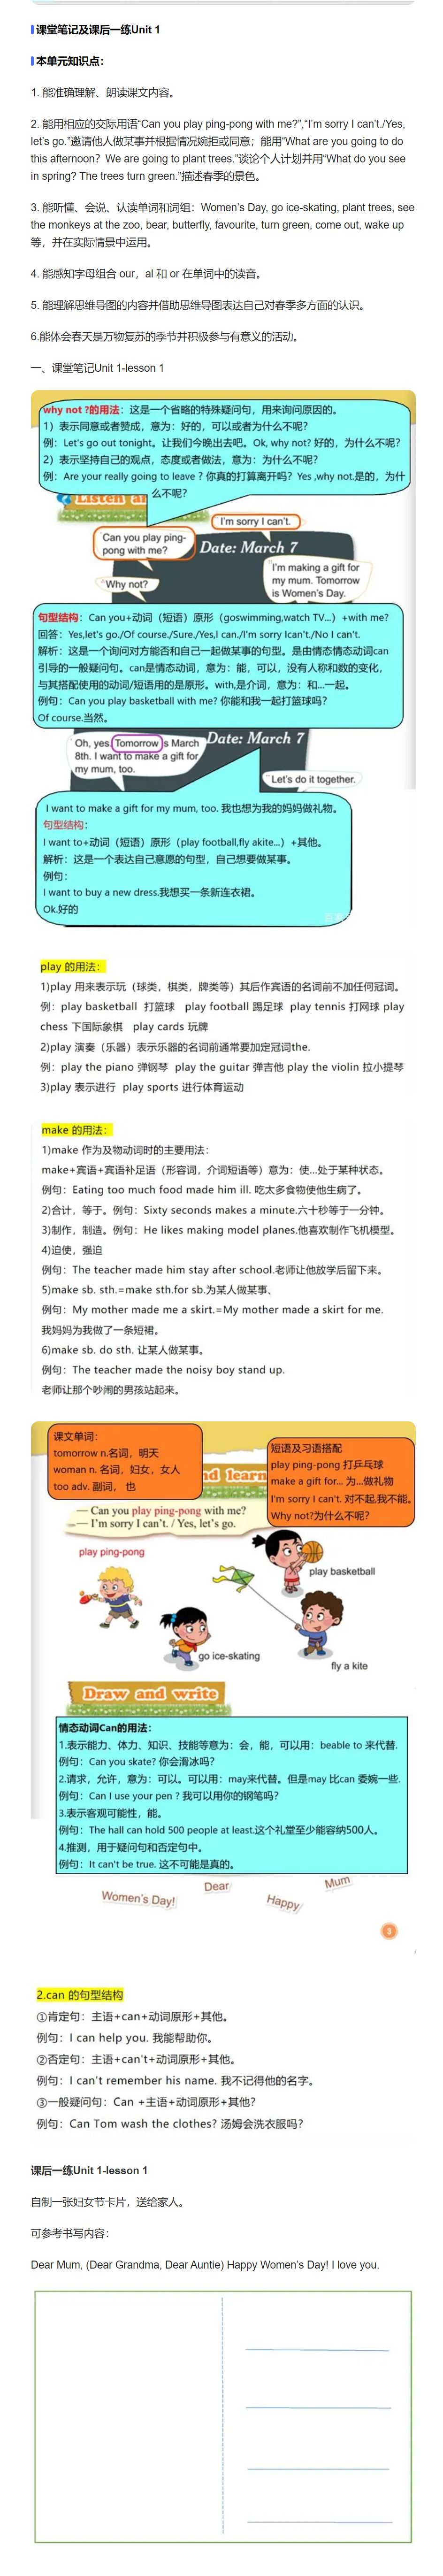 课堂笔记及课后一练Unit 1
本单元知识点：
1. 能准确理解、朗读课文内容。
2. 能用相应的交际用语“Can you play ping-pong with me?”,“I’m sorry I can’t./Yes,
let’s go.”邀请他人做某事并根据情况婉拒或同意；能用“What are you going to do
this afternoon？We are going to plant trees.”谈论个人计划并用“What do you see
in spring? The trees turn green.”描述春季的景色。
3. 能听懂、会说、认读单词和词组：Women’s Day, go ice-skating, plant trees, see
the monkeys at the zoo, bear, butterfly, favourite, turn green, come out, wake up
等，并在实际情景中运用。
4. 能感知字母组合 our，al 和 or 在单词中的读音。
5. 能理解思维导图的内容并借助思维导图表达自己对春季多方面的认识。
6.能体会春天是万物复苏的季节并积极参与有意义的活动。
一、课堂笔记Unit 1-lesson 1
why not ?的用法：这是一个省略的特殊疑问句，用来询问原因的。
1）表示同意或者赞成，意为：好的，可以或者为什么不呢？
例：Let's go out tonight。让我们今晚出去吧。Ok, why not? 好的，为什么不呢？
2）表示坚持自己的观点，态度或者做法，意为：为什么不呢？
例：Are your really going to leave？你真的打算离开吗？Yes ,why not.是的，为什
么不呢？
Listen a
I'm sorry I can't.
Can you play ping-
pong with me?
Date: March 7
I'm making a gift for
my mum. Tomorrow
is Women's Day.
Why not?
句型结构：Can you+动词（短语）原形（goswimming,watch TV...）+with me?
回答：Yes,let's go./Of course./Sure./Yes,I can./I'm sorry Ican't./No I can't.
解析：这是一个询问对方能否和自己一起做某事的句型。是由情态情态动词can
引导的一般疑问句。can是情态动词，意为：能，可以，没有人称和数的变化，
与其搭配使用的动词/短语用的是原形。with,是介词，意为：和...一起。
例句：Can you play basketball with me? 你能和我一起打篮球吗？
Of course.当然。
Oh, yes. Tomorrow is March
8th. I want to make a gift for
my mum, too.
Date: March 7
Let's do it together.
I want to make a gift for my mum, too. 我也想为我的妈妈做礼物。
句型结构：
I want to+动词（短语）原形（play football,fly akite...）+其他。
解析：这是一个表达自己意愿的句型，自己想要做某事。
例句：
I want to buy a new dress.我想买一条新连衣裙。
Ok.好的
play 的用法：
1)play 用来表示玩（球类，棋类，牌类等）其后作宾语的名词前不加任何冠词。
例：play basketball 打篮球 play football 踢足球 play tennis 打网球 play
chess 下国际象棋 play cards 玩牌
2)play 演奏（乐器）表示乐器的名词前通常要加定冠词the.
例：play the piano 弹钢琴 play the guitar 弹吉他 play the violin 拉小提琴
3)play 表示进行 play sports 进行体育运动
make 的用法：
1)make 作为及物动词时的主要用法：
make+宾语+宾语补足语（形容词，介词短语等）意为：使...处于某种状态。
例句：Eating too much food made him ill. 吃太多食物使他生病了。
2)合计，等于。例句：Sixty seconds makes a minute.六十秒等于一分钟。
3)制作，制造。例句：He likes making model planes.他喜欢制作飞机模型。
4)迫使，强迫
例句：The teacher made him stay after school.老师让他放学后留下来。
5)make sb. sth.=make sth.for sb.为某人做某事、
例句：My mother made me a skirt.=My mother made a skirt for me.
我妈妈为我做了一条短裙。
6)make sb. do sth. 让某人做某事。
例句：The teacher made the noisy boy stand up.
老师让那个吵闹的男孩站起来。
课文单词：
tomorrow n.名词，明天
woman n. 名词，妇女，女人
too adv. 副词， 也
nd learn
短语及习语搭配
play ping-pong 打乒乓球
make a gift for... 为...做礼物
I'm sorry I can't. 对不起,我不能。
Why not?为什么不呢？
— Can you play ping-pong with me?
— I'm sorry I can't. / Yes, let's go.
play ping-pong
play basketball
go ice-skating
fly a kite
Draw and write
情态动词Can的用法：
1.表示能力、体力、知识、技能等意为：会，能，可以用：beable to 来代替.
例句：Can you skate? 你会滑冰吗？
2.请求，允许，意为：可以。可以用：may来代替。但是may 比can 委婉一些.
例句：Can I use your pen ? 我可以用你的钢笔吗？
3.表示客观可能性，能。
例句：The hall can hold 500 people at least.这个礼堂至少能容纳500人。
4.推测，用于疑问句和否定句中。
例句：It can't be true. 这不可能是真的。
Women's Day!
Dear
Happy
Mum
3
2.can 的句型结构
①肯定句：主语+can+动词原形+其他。
例句：I can help you. 我能帮助你。
②否定句：主语+can't+动词原形+其他。
例句：I can't remember his name. 我不记得他的名字。
③一般疑问句：Can +主语+动词原形+其他？
例句：Can Tom wash the clothes? 汤姆会洗衣服吗？
课后一练Unit 1-lesson 1
自制一张妇女节卡片，送给家人。
可参考书写内容：
Dear Mum, (Dear Grandma, Dear Auntie) Happy Women’s Day! I love you.